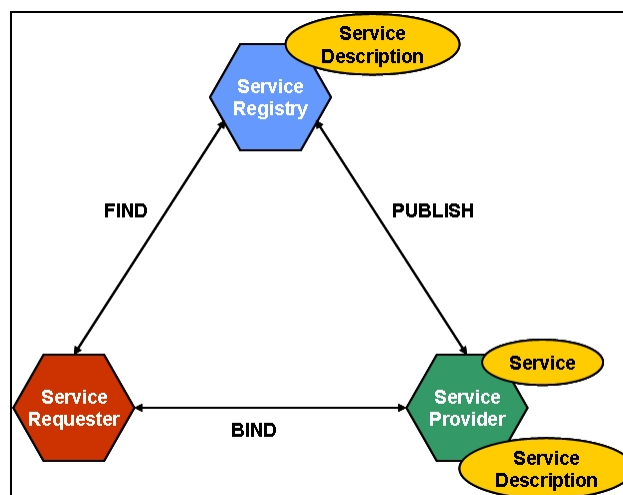 Service
Description
Service
Registry
FIND
PUBLISH
Service
Service
Requester
Service
Provider
BIND
Service
Description